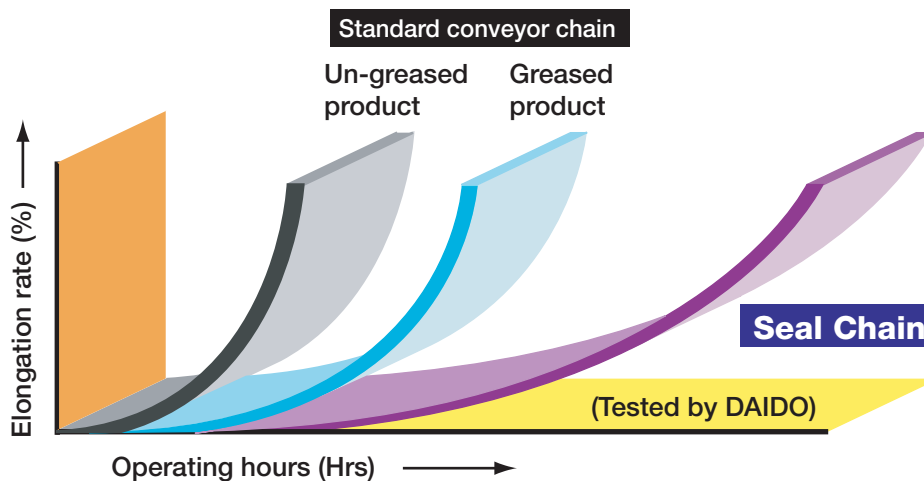 Standard conveyor chain
Un-greased
product
Greased
product
Elongation rate (%)
Seal Chain
(Tested by DAIDO)
Operating hours (Hrs)